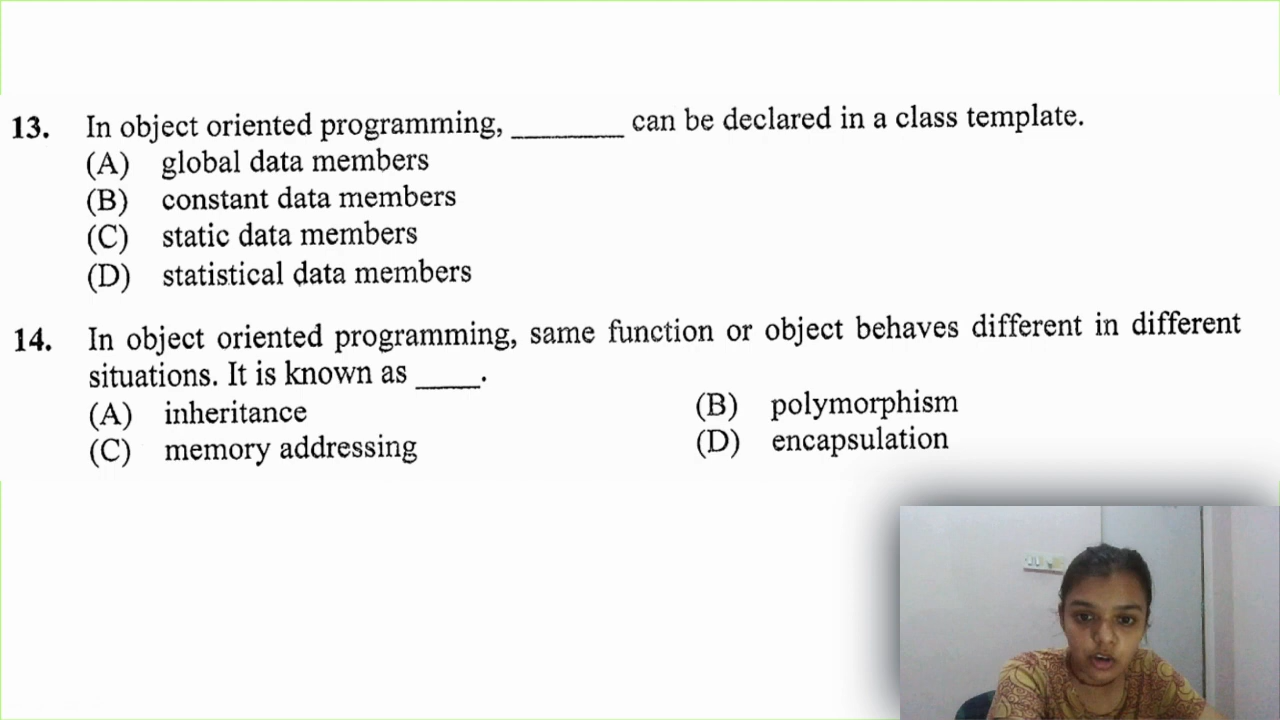 13. In object oriented programming, ________ can be declared in a class template.
(A) global data members
(B) constant data members
(C) static data members
(D) statistical data members
14. In object oriented programming, same function or object behaves different in different
situations. It is known as _____.
(A) inheritance (B) polymorphism
(C) memory addressing (D) encapsulation